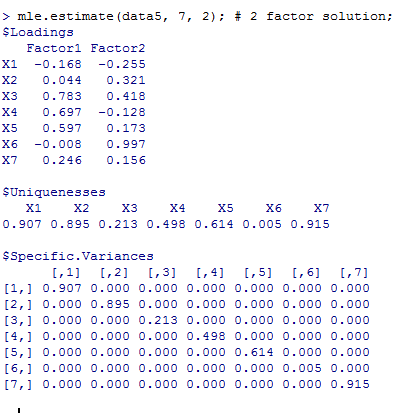 > mle.estimate(data5, 7, 2); # 2 factor solution;
$Loadings
Factor1 Factor2
X1 -0.168 -0.255
X2 0.044 0.321
X3 0.783 0.418
X4 0.697 -0.128
X5 0.597 0.173
X6 -0.008 0.997
X7 0.246 0.156
$Uniquenesses
X1 X2 X3 X4 X5 X6 X7
0.907 0.895 0.213 0.498 0.614 0.005 0.915
$Specific.Variances
[,1] [,2] [,3] [,4] [,5] [,6] [,7]
[1,] 0.907 0.000 0.000 0.000 0.000 0.000 0.000
[2,] 0.000 0.895 0.000 0.000 0.000 0.000 0.000
[3,] 0.000 0.000 0.213 0.000 0.000 0.000 0.000
[4,] 0.000 0.000 0.000 0.498 0.000 0.000 0.000
[5,] 0.000 0.000 0.000 0.000 0.614 0.000 0.000
[6,] 0.000 0.000 0.000 0.000 0.000 0.005 0.000
[7,] 0.000 0.000 0.000 0.000 0.000 0.000 0.915